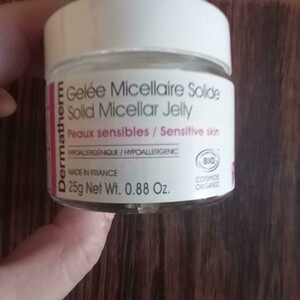 Dermatherm
Gelée Micellaire Solide
Solid Micellar Jelly
Peaux sensibles / Sensitive skin
HYPOALLERGÉNIQUE / HYPOALLERGENIC
MADE IN FRANCE
25g Net Wt. 0.88 Oz.
BIO
COSMOS
ORGANIC